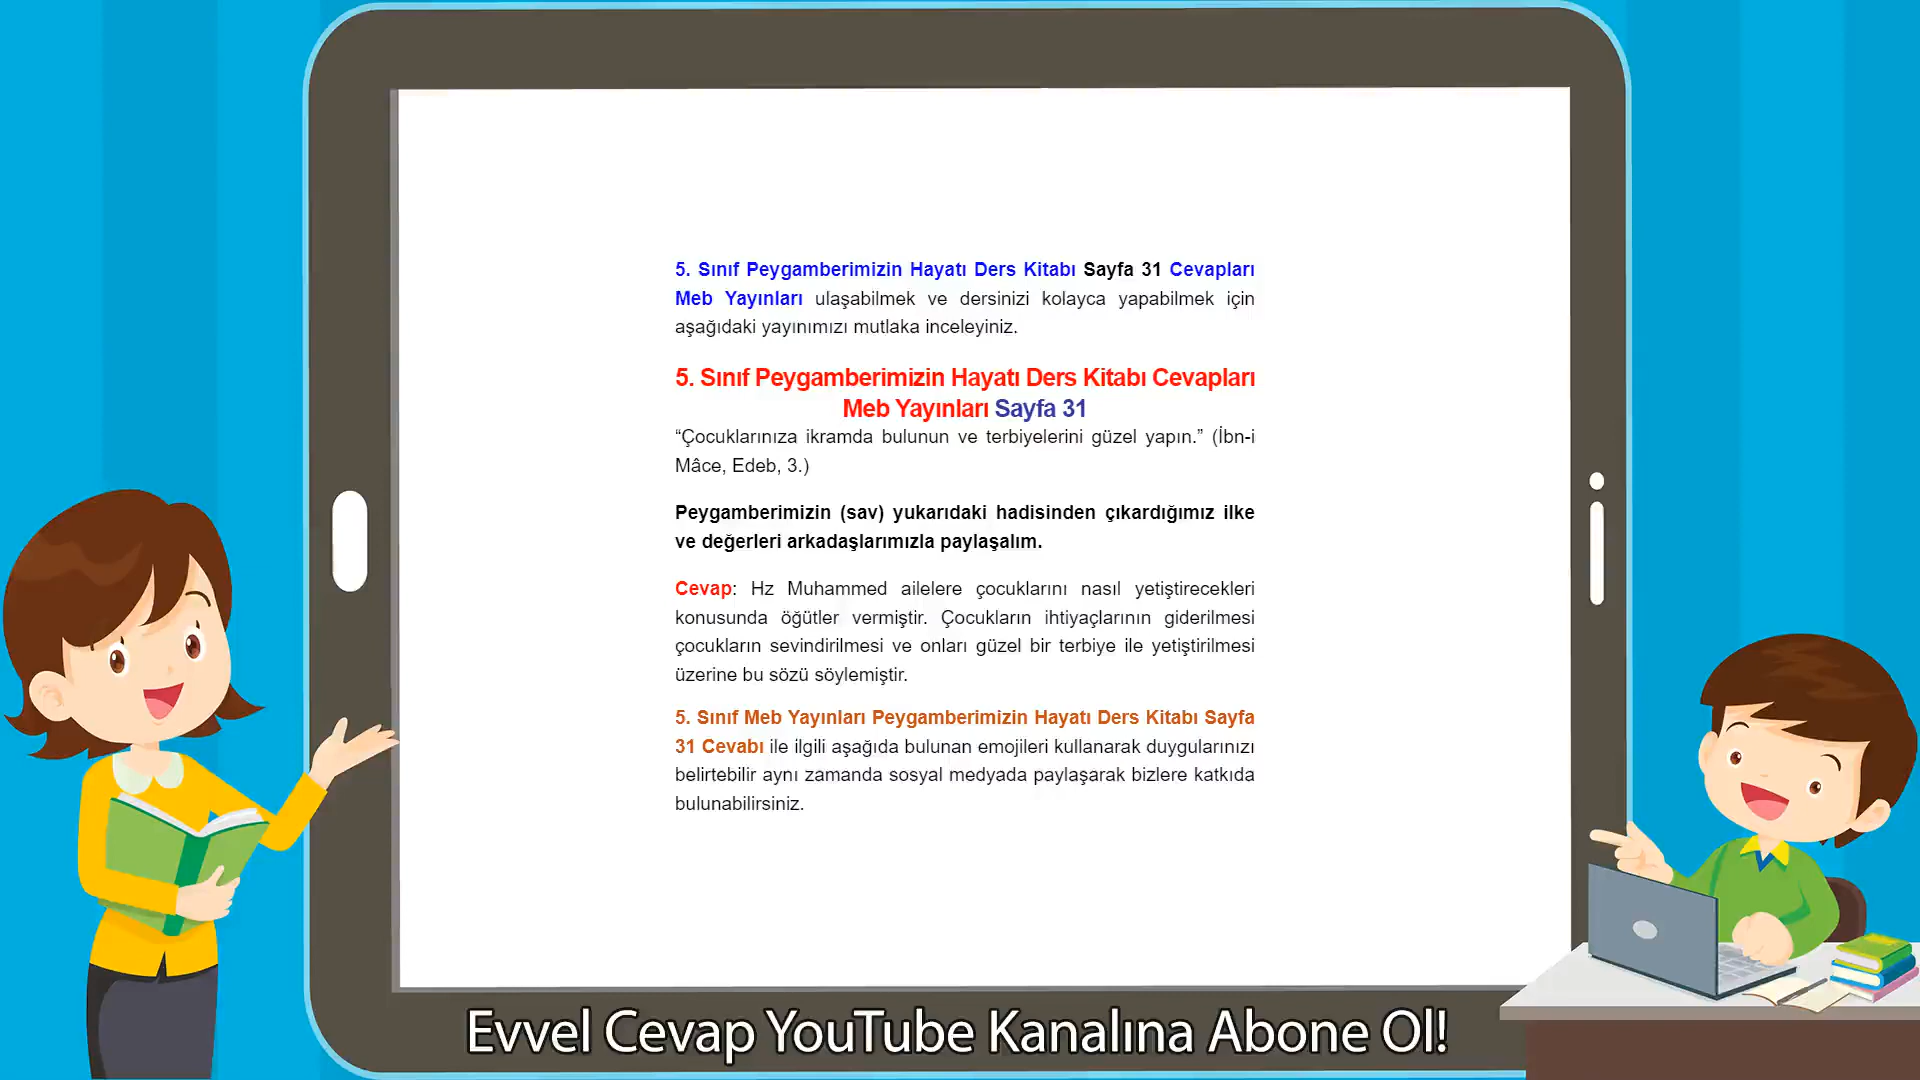 5. Sınıf Peygamberimizin Hayatı Ders Kitabı Sayfa 31 Cevapları
Meb Yayınları ulaşabilmek ve dersinizi kolayca yapabilmek için
aşağıdaki yayınımızı mutlaka inceleyiniz.
5. Sınıf Peygamberimizin Hayatı Ders Kitabı Cevapları
Meb Yayınları Sayfa 31
“Çocuklarınıza ikramda bulunun ve terbiyelerini güzel yapın.” (İbn-i
Mâce, Edeb, 3.)
Peygamberimizin (sav) yukarıdaki hadisinden çıkardığımız ilke
ve değerleri arkadaşlarımızla paylaşalım.
Cevap: Hz Muhammed ailelere çocuklarını nasıl yetiştirecekleri
konusunda öğütler vermiştir. Çocukların ihtiyaçlarının giderilmesi
çocukların sevindirilmesi ve onları güzel bir terbiye ile yetiştirilmesi
üzerine bu sözü söylemiştir.
5. Sınıf Meb Yayınları Peygamberimizin Hayatı Ders Kitabı Sayfa
31 Cevabı ile ilgili aşağıda bulunan emojileri kullanarak duygularınızı
belirtebilir aynı zamanda sosyal medyada paylaşarak bizlere katkıda
bulunabilirsiniz.
Evvel Cevap YouTube Kanalına Abone Ol!